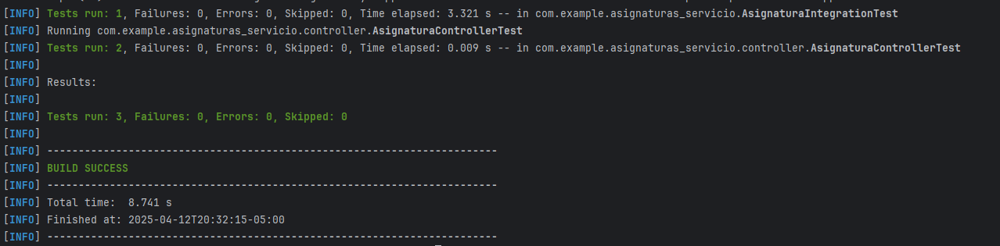 [INFO] Tests run: 1, Failures: 0, Errors: 0, Skipped: 0, Time elapsed: 3.321 s -- in com.example.asignaturas_servicio.AsignaturaIntegrationTest
[INFO] Running com.example.asignaturas_servicio.controller.AsignaturaControllerTest
[INFO] Tests run: 2, Failures: 0, Errors: 0, Skipped: 0, Time elapsed: 0.009 s -- in com.example.asignaturas_servicio.controller.AsignaturaControllerTest
[INFO]
[INFO] Results:
[INFO]
[INFO] Tests run: 3, Failures: 0, Errors: 0, Skipped: 0
[INFO]
[INFO] ------------------------------------------------------------------------
[INFO] BUILD SUCCESS
[INFO] ------------------------------------------------------------------------
[INFO] Total time:  8.741 s
[INFO] Finished at: 2025-04-12T20:32:15-05:00
[INFO] ------------------------------------------------------------------------